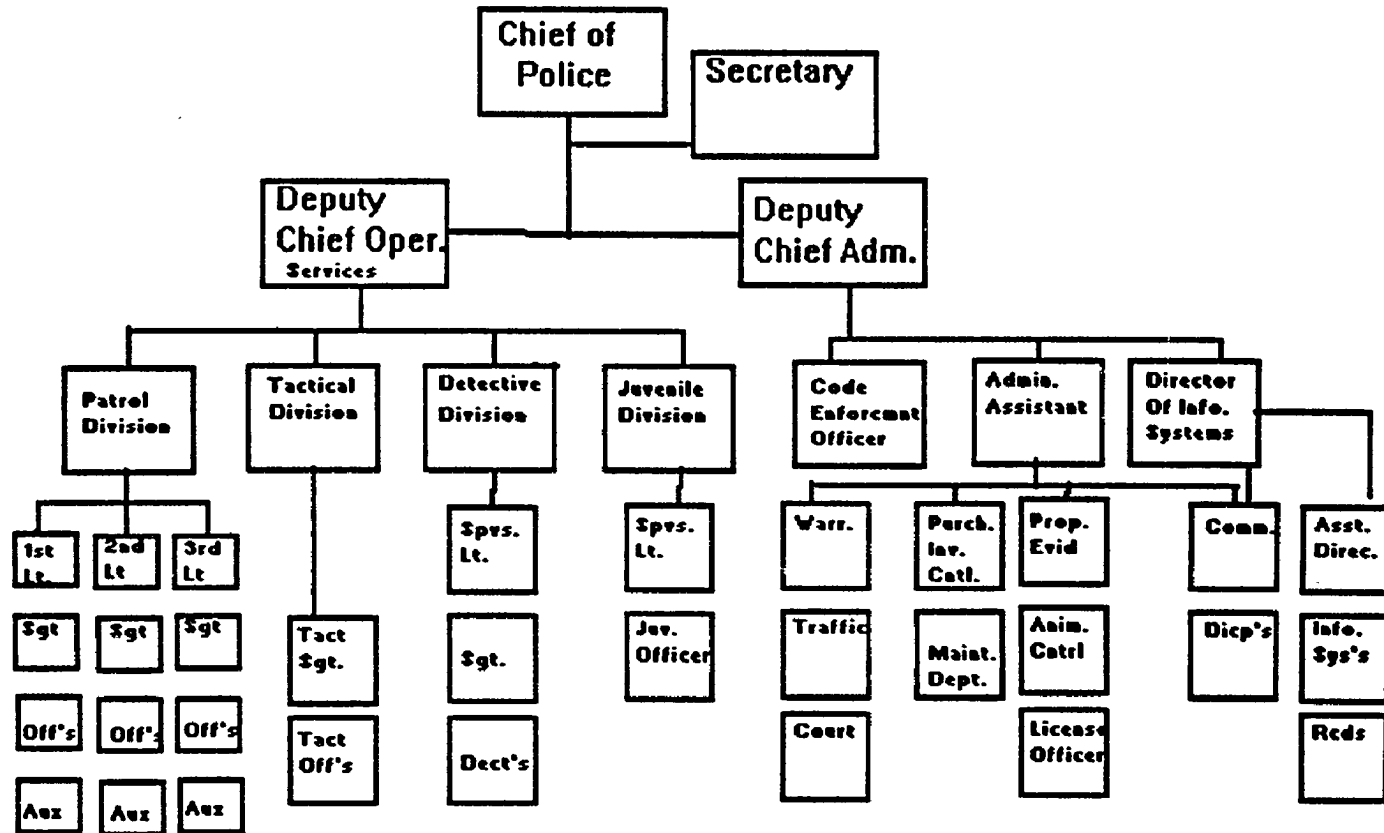 Chief of
Police
Secretary
Deputy
Chief Oper.
Services
Deputy
Chief Adm.
Patrol
Division
Tactical
Division
Detective
Division
Juvenile
Division
Code
Enforcmnt
Officer
Admin.
Assistant
Director
Of Info.
Systems
1st
Lt.
2nd
Lt
3rd
Lt
Spvs.
Lt.
Spvs.
Lt.
Warr.
Purch.
Inv.
Cntl.
Prop.
Evid
Comm.
Asst.
Direc.
Sgt
Sgt
Sgt
Tact
Sgt.
Sgt.
Juv.
Officer
Traffic
Maint.
Dept.
Anim.
Cntrl
Dicp's
Info.
Sys's
Off's
Off's
Off's
Tact
Off's
Dect's
Court
License
Officer
Rcds
Aux
Aux
Aux